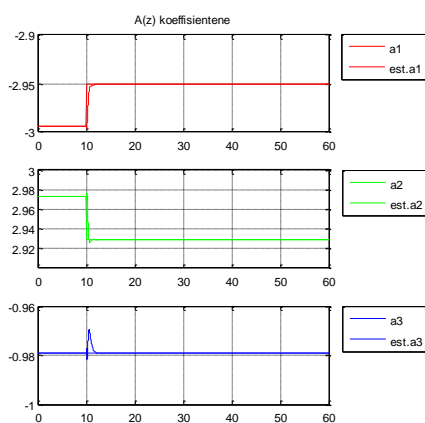 A(z) koeffisientene
-2.9
-2.95
-3
0 10 20 30 40 50 60
a1
est.a1
3
2.98
2.96
2.94
2.92
0 10 20 30 40 50 60
a2
est.a2
-0.96
-0.98
-1
0 10 20 30 40 50 60
a3
est.a3